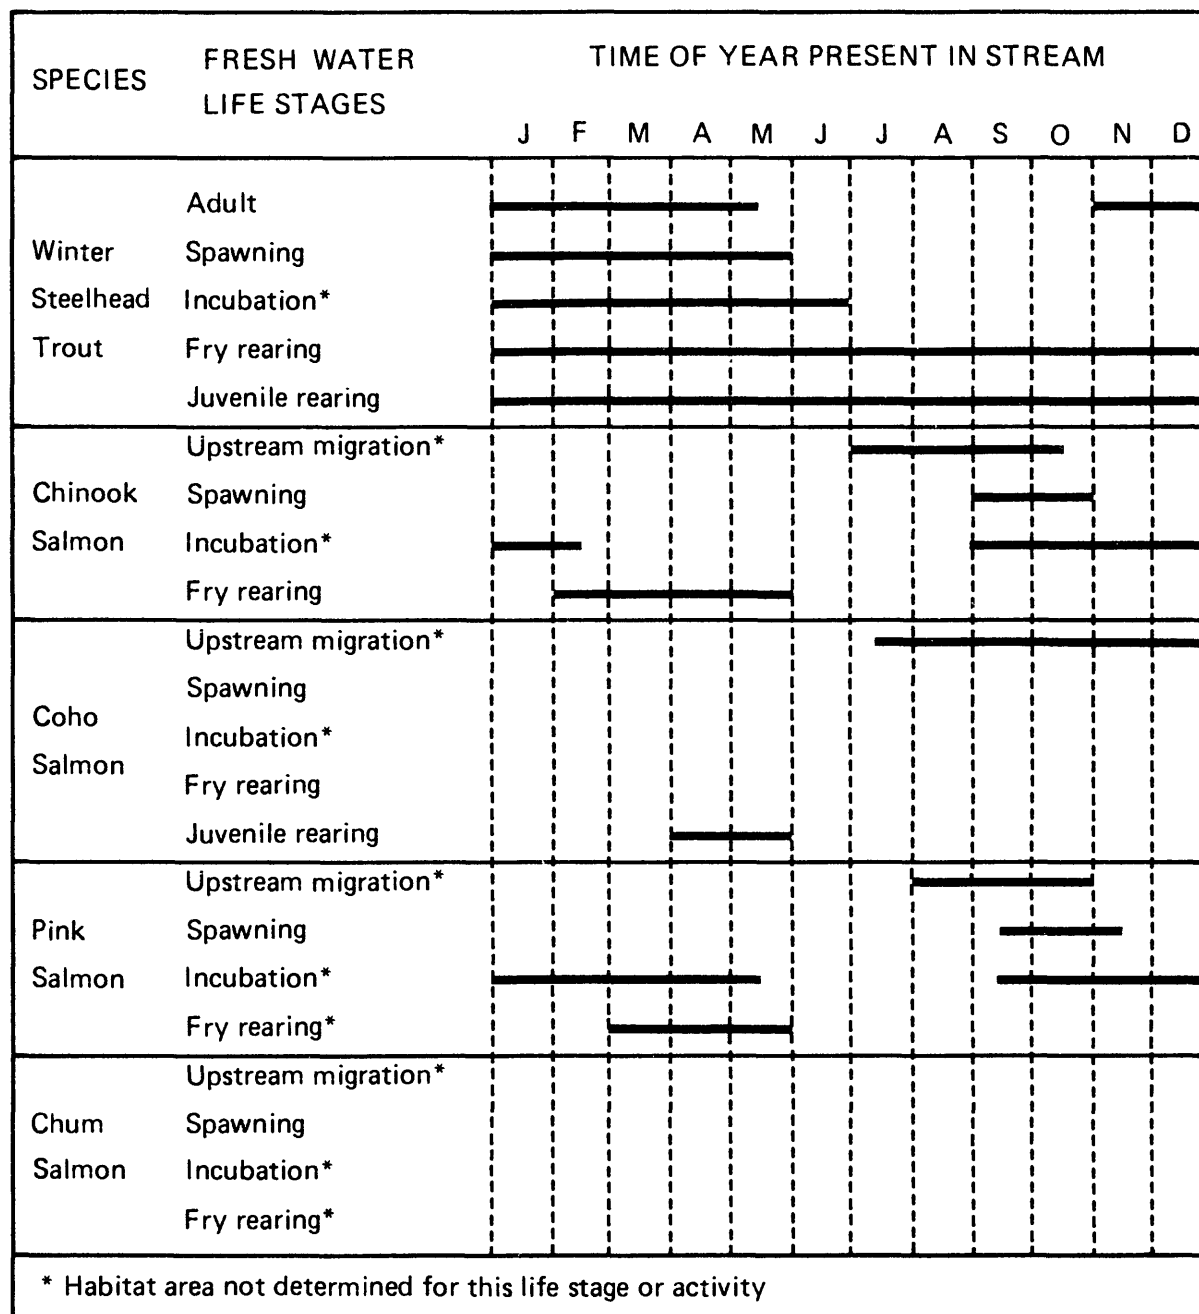 SPECIES
FRESH WATER
LIFE STAGES
TIME OF YEAR PRESENT IN STREAM
J F M A M J J A S O N D
Adult
Winter Spawning
Steelhead Incubation*
Trout Fry rearing
Juvenile rearing
Upstream migration*
Chinook Spawning
Salmon Incubation*
Fry rearing
Upstream migration*
Spawning
Coho
Incubation*
Salmon
Fry rearing
Juvenile rearing
Upstream migration*
Pink Spawning
Salmon Incubation*
Fry rearing*
Upstream migration*
Chum Spawning
Salmon Incubation*
Fry rearing*
* Habitat area not determined for this life stage or activity